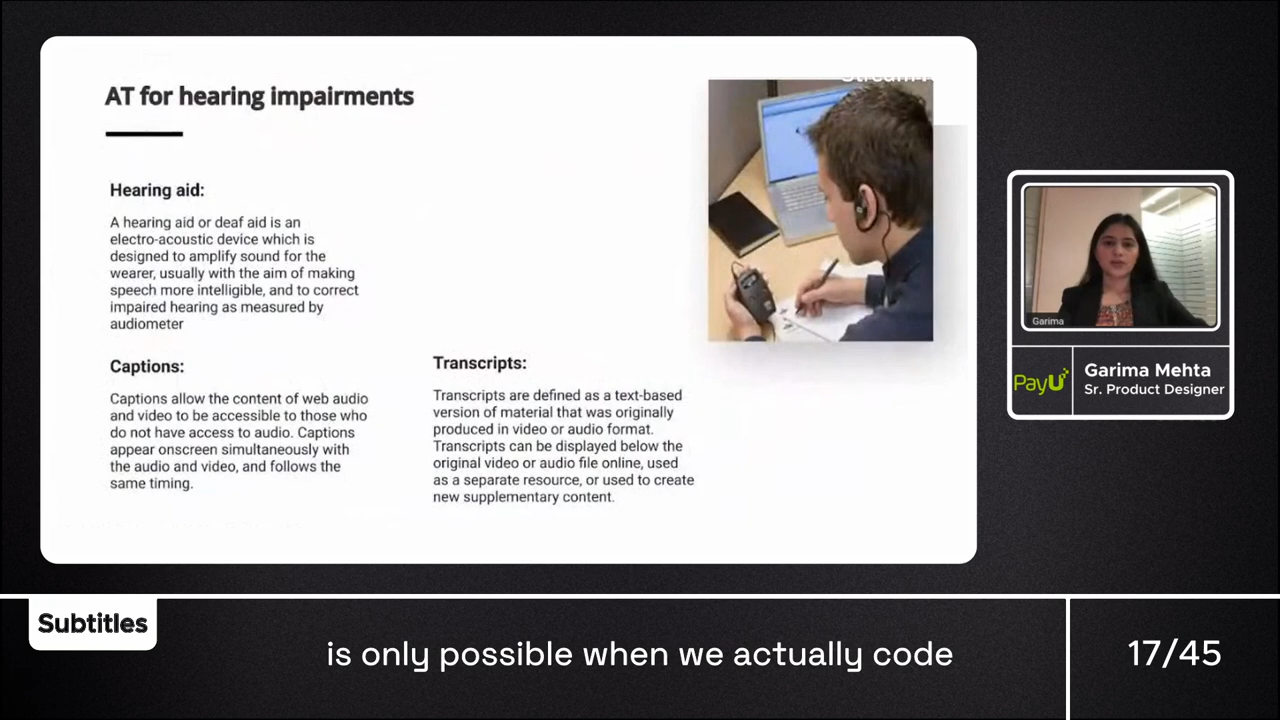 AT for hearing impairments
Hearing aid:
A hearing aid or deaf aid is an
electro-acoustic device which is
designed to amplify sound for the
wearer, usually with the aim of making
speech more intelligible, and to correct
impaired hearing as measured by
audiometer
Captions:
Captions allow the content of web audio
and video to be accessible to those who
do not have access to audio. Captions
appear onscreen simultaneously with
the audio and video, and follows the
same timing.
Transcripts:
Transcripts are defined as a text-based
version of material that was originally
produced in video or audio format.
Transcripts can be displayed below the
original video or audio file online, used
as a separate resource, or used to create
new supplementary content.
Garima
PayU
Garima Mehta
Sr. Product Designer
Subtitles
is only possible when we actually code
17/45